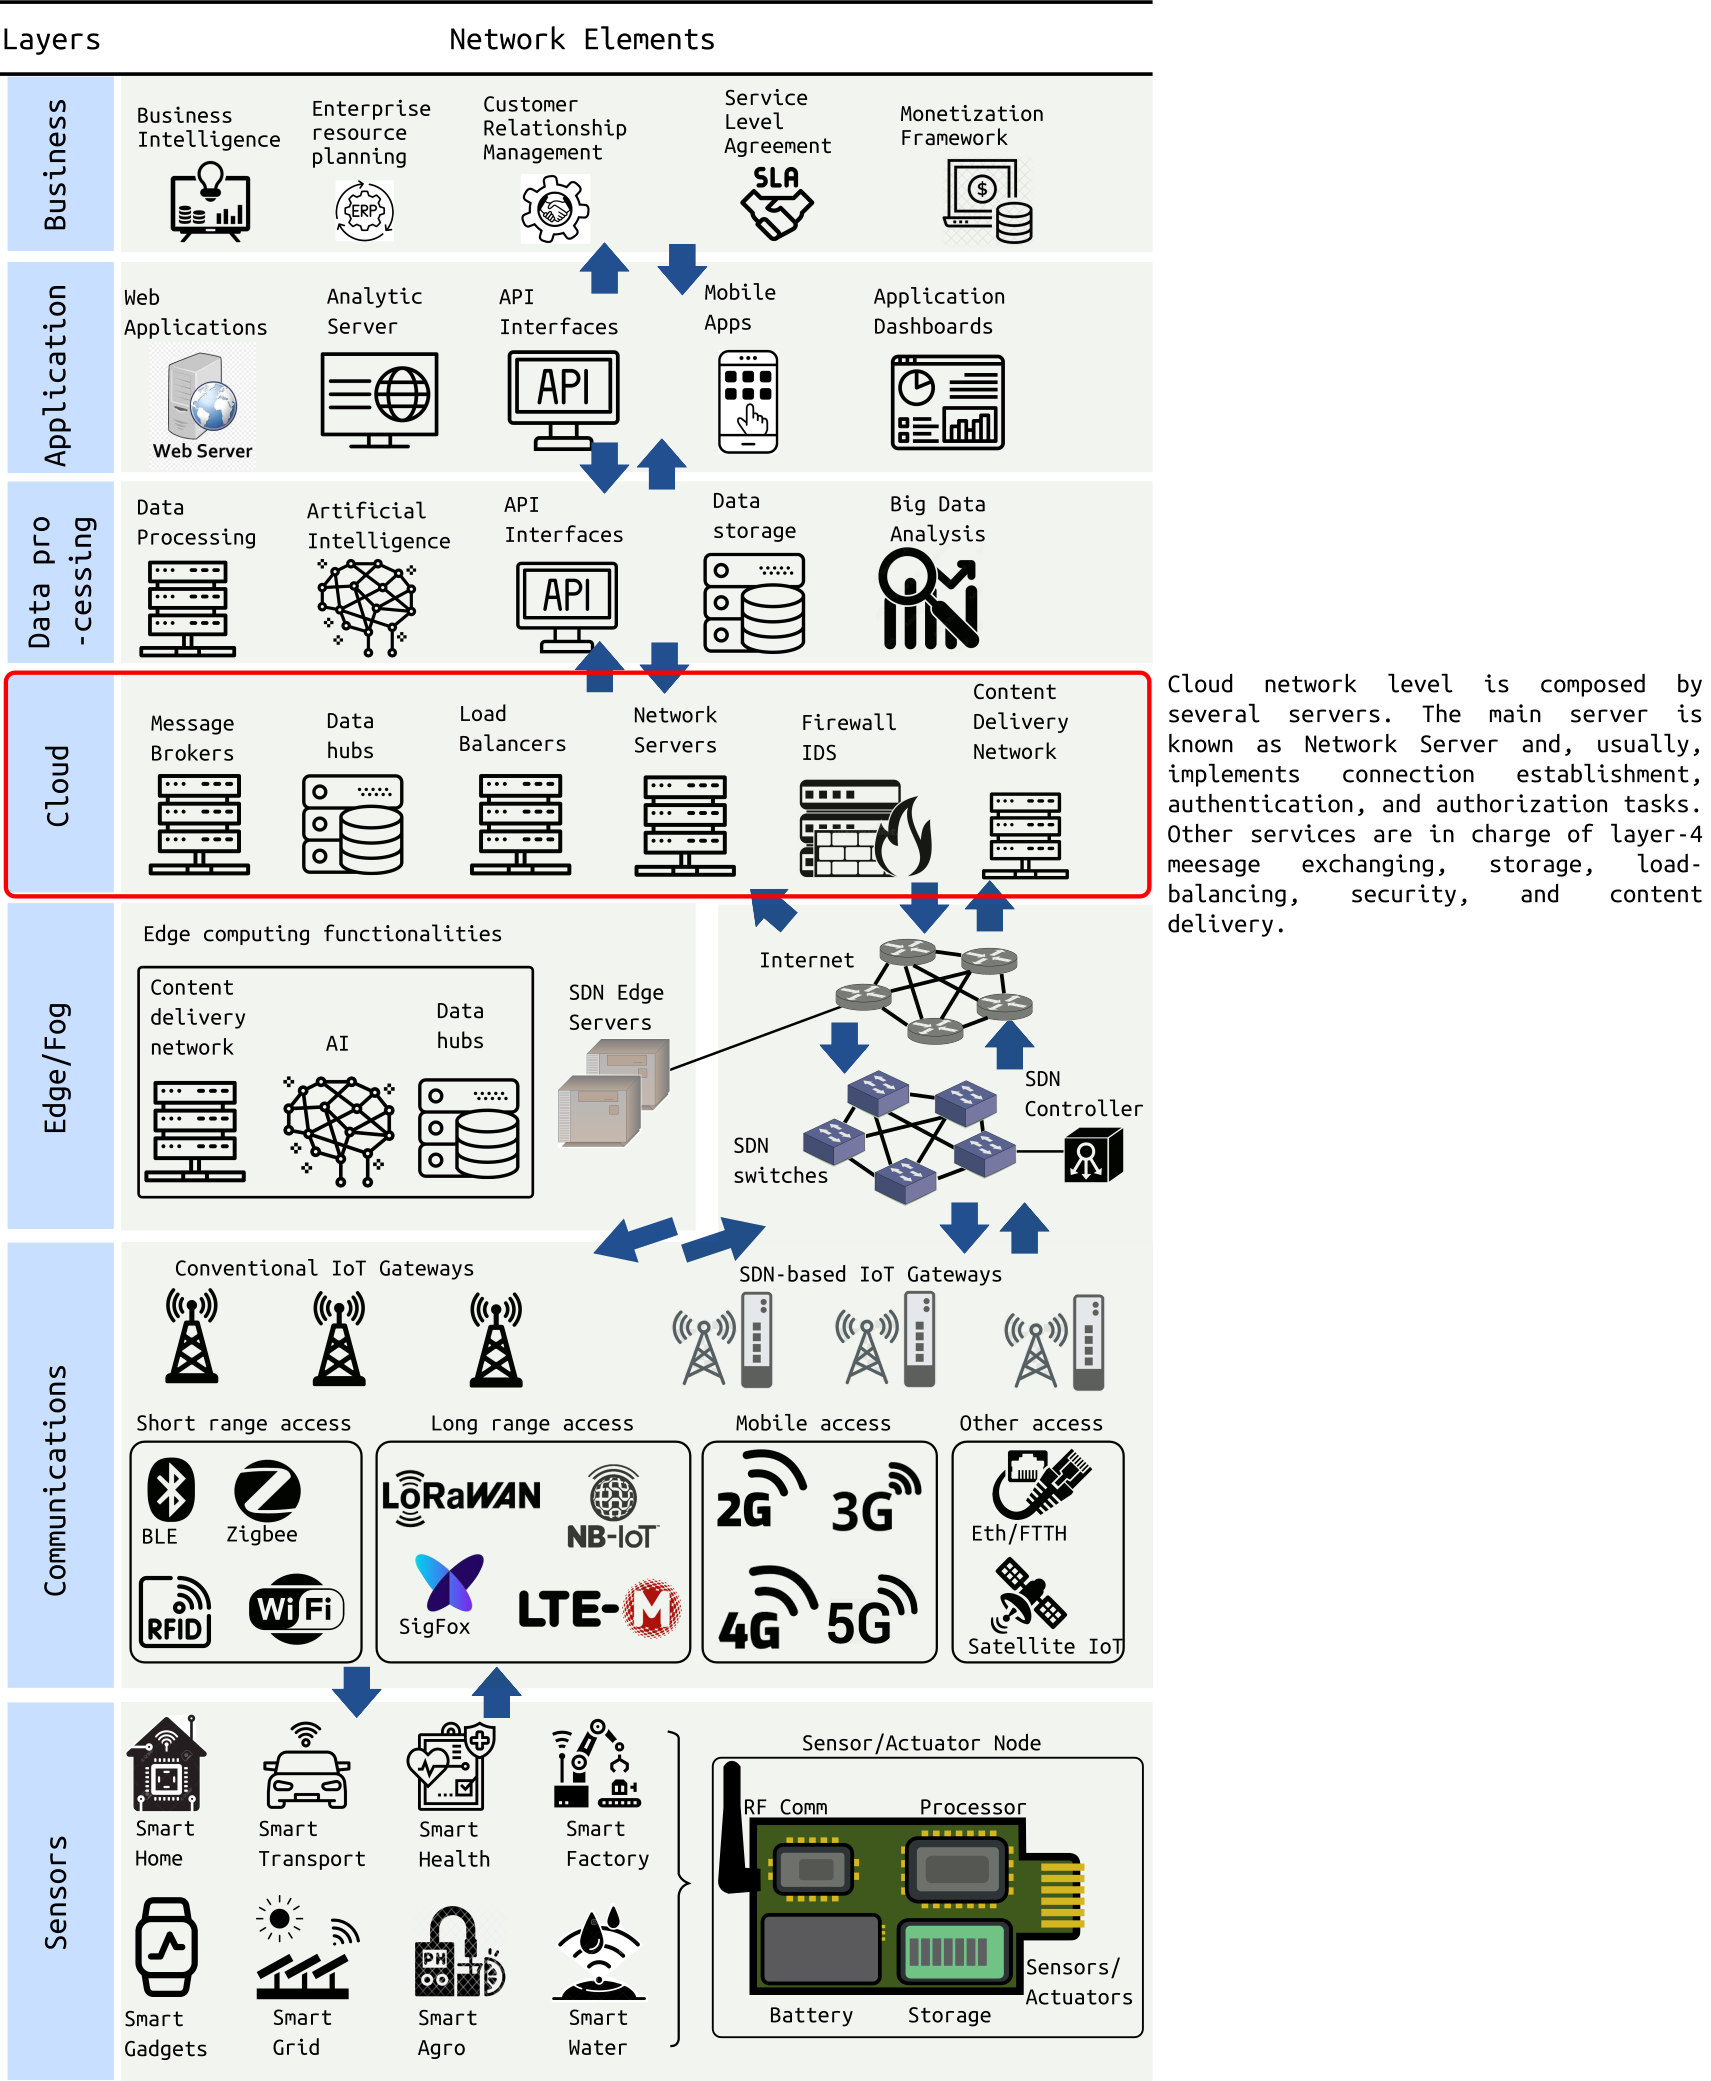 Layers
Network Elements
Business
Business
Intelligence
Enterprise
resource
planning
ERP
Customer
Relationship
Management
Service
Level
Agreement
SLA
Monetization
Framework
$
Application
Web
Applications
Web Server
Analytic
Server
API
Interfaces
API
Mobile
Apps
Application
Dashboards
Data pro
-cessing
Data
Processing
Artificial
Intelligence
API
Interfaces
API
Data
storage
Big Data
Analysis
Cloud
Message
Brokers
Data
hubs
Load
Balancers
Network
Servers
Firewall
IDS
Content
Delivery
Network
Cloud network level is composed by
several servers. The main server is
known as Network Server and, usually,
implements connection establishment,
authentication, and authorization tasks.
Other services are in charge of layer-4
meesage exchanging, storage, load-
balancing, security, and content
delivery.
Edge/Fog
Edge computing functionalities
Content
delivery
network
AI
Data
hubs
SDN Edge
Servers
Internet
SDN
switches
SDN
Controller
Communications
Conventional IoT Gateways
SDN-based IoT Gateways
Short range access
BLE
Zigbee
RFID
WiFi
Long range access
LoRaWAN
NB-IoT
SigFox
LTE-M
Mobile access
2G
3G
4G
5G
Other access
Eth/FTTH
Satellite IoT
Sensors
Smart
Home
Smart
Transport
Smart
Health
Smart
Factory
Smart
Gadgets
Smart
Grid
PH
Smart
Agro
Smart
Water
Sensor/Actuator Node
RF Comm
Processor
Battery
Storage
Sensors/
Actuators